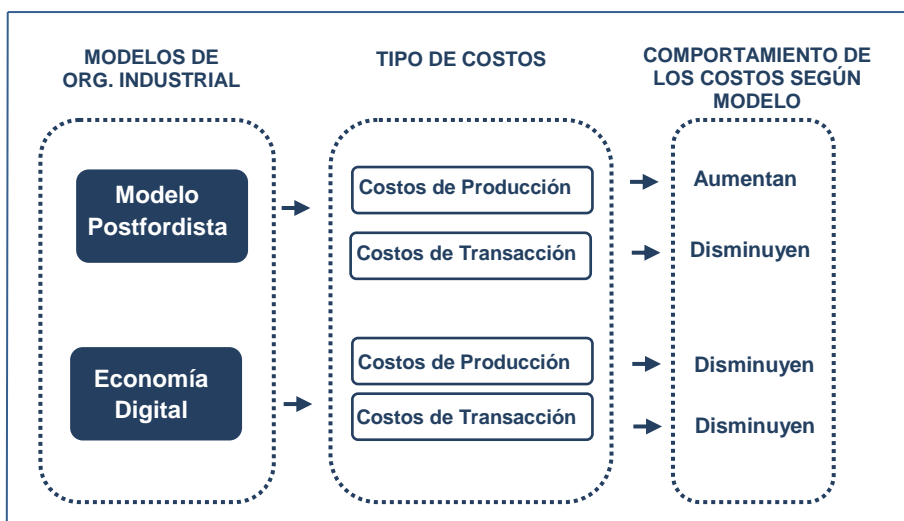 MODELOS DE
ORG. INDUSTRIAL
TIPO DE COSTOS
COMPORTAMIENTO DE
LOS COSTOS SEGÚN
MODELO
Modelo
Postfordista
Costos de Producción
Aumentan
Costos de Transacción
Disminuyen
Economía
Digital
Costos de Producción
Disminuyen
Costos de Transacción
Disminuyen